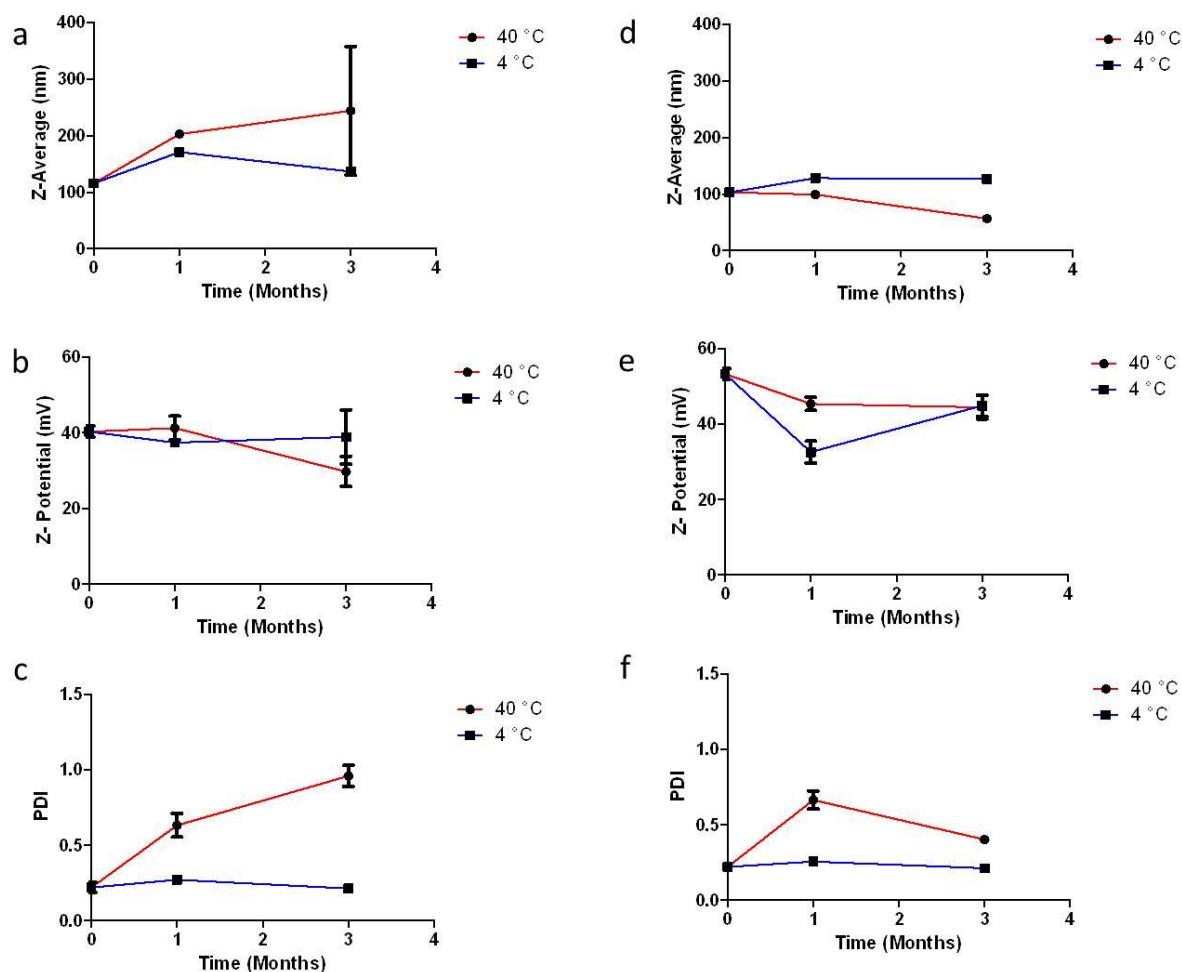 a
400
300
200
100
0
Z-Average (nm)
0 1 2 3 4
Time (Months)
40 °C
4 °C
d
400
300
200
100
0
Z-Average (nm)
0 1 2 3 4
Time (Months)
40 °C
4 °C
b
60
40
20
0
Z- Potential (mV)
0 1 2 3 4
Time (Months)
40 °C
4 °C
e
60
40
20
0
Z- Potential (mV)
0 1 2 3 4
Time (Months)
40 °C
4 °C
c
1.5
1.0
0.5
0.0
PDI
0 1 2 3 4
Time (Months)
40 °C
4 °C
f
1.5
1.0
0.5
0.0
PDI
0 1 2 3 4
Time (Months)
40 °C
4 °C